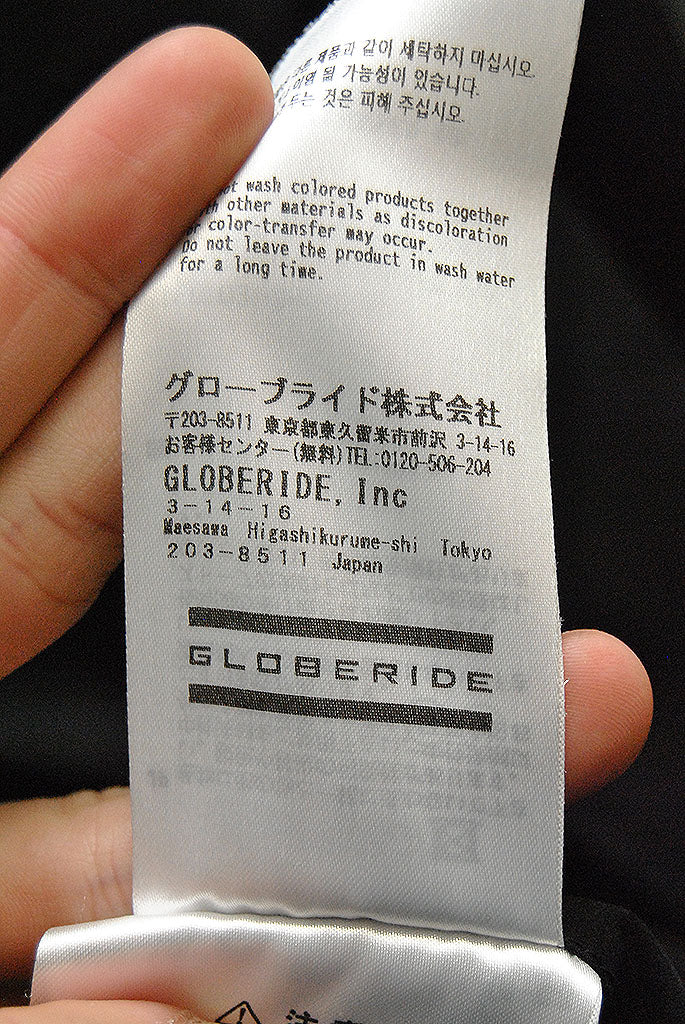 제품과 같이 세탁하지 마십시오.
이염 될 가능성이 있습니다.
것은 피해 주십시오.
wash colored products together
other materials as discoloration
color-transfer may occur.
Do not leave the product in wash water
for a long time.
グローブライド株式会社
〒203-8511 東京都東久留米市前沢 3-14-16
お客様センター(無料)TEL:0120-506-204
GLOBERIDE, Inc
3-14-16
Maesawa Higashikurume-shi Tokyo
203-8511 Japan
GLOBERIDE
注意